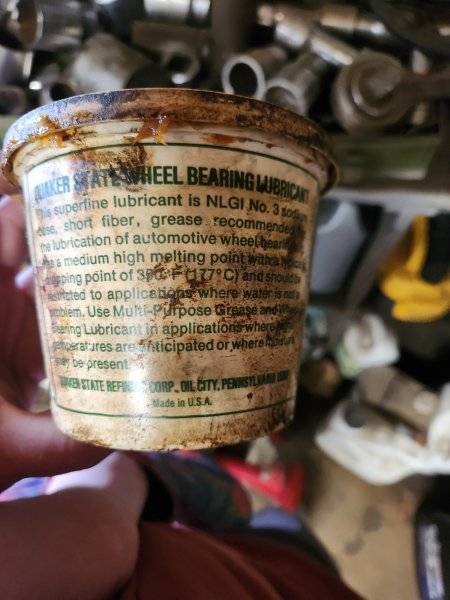 QUAKER STATE WHEEL BEARING LUBRICANT
This superfine lubricant is NLGI No. 3 sodium
base, short fiber, grease recommended for
the lubrication of automotive wheel bearings.
has a medium high melting point with a
dropping point of 350°F (177°C) and should be
restricted to applications where water is not a
problem. Use Multi-Purpose Grease and Wheel
Bearing Lubricant in applications where
temperatures are anticipated or where moisture
may be present.
QUAKER STATE REFINING CORP., OIL CITY, PENNSYLVANIA
Made in U.S.A.